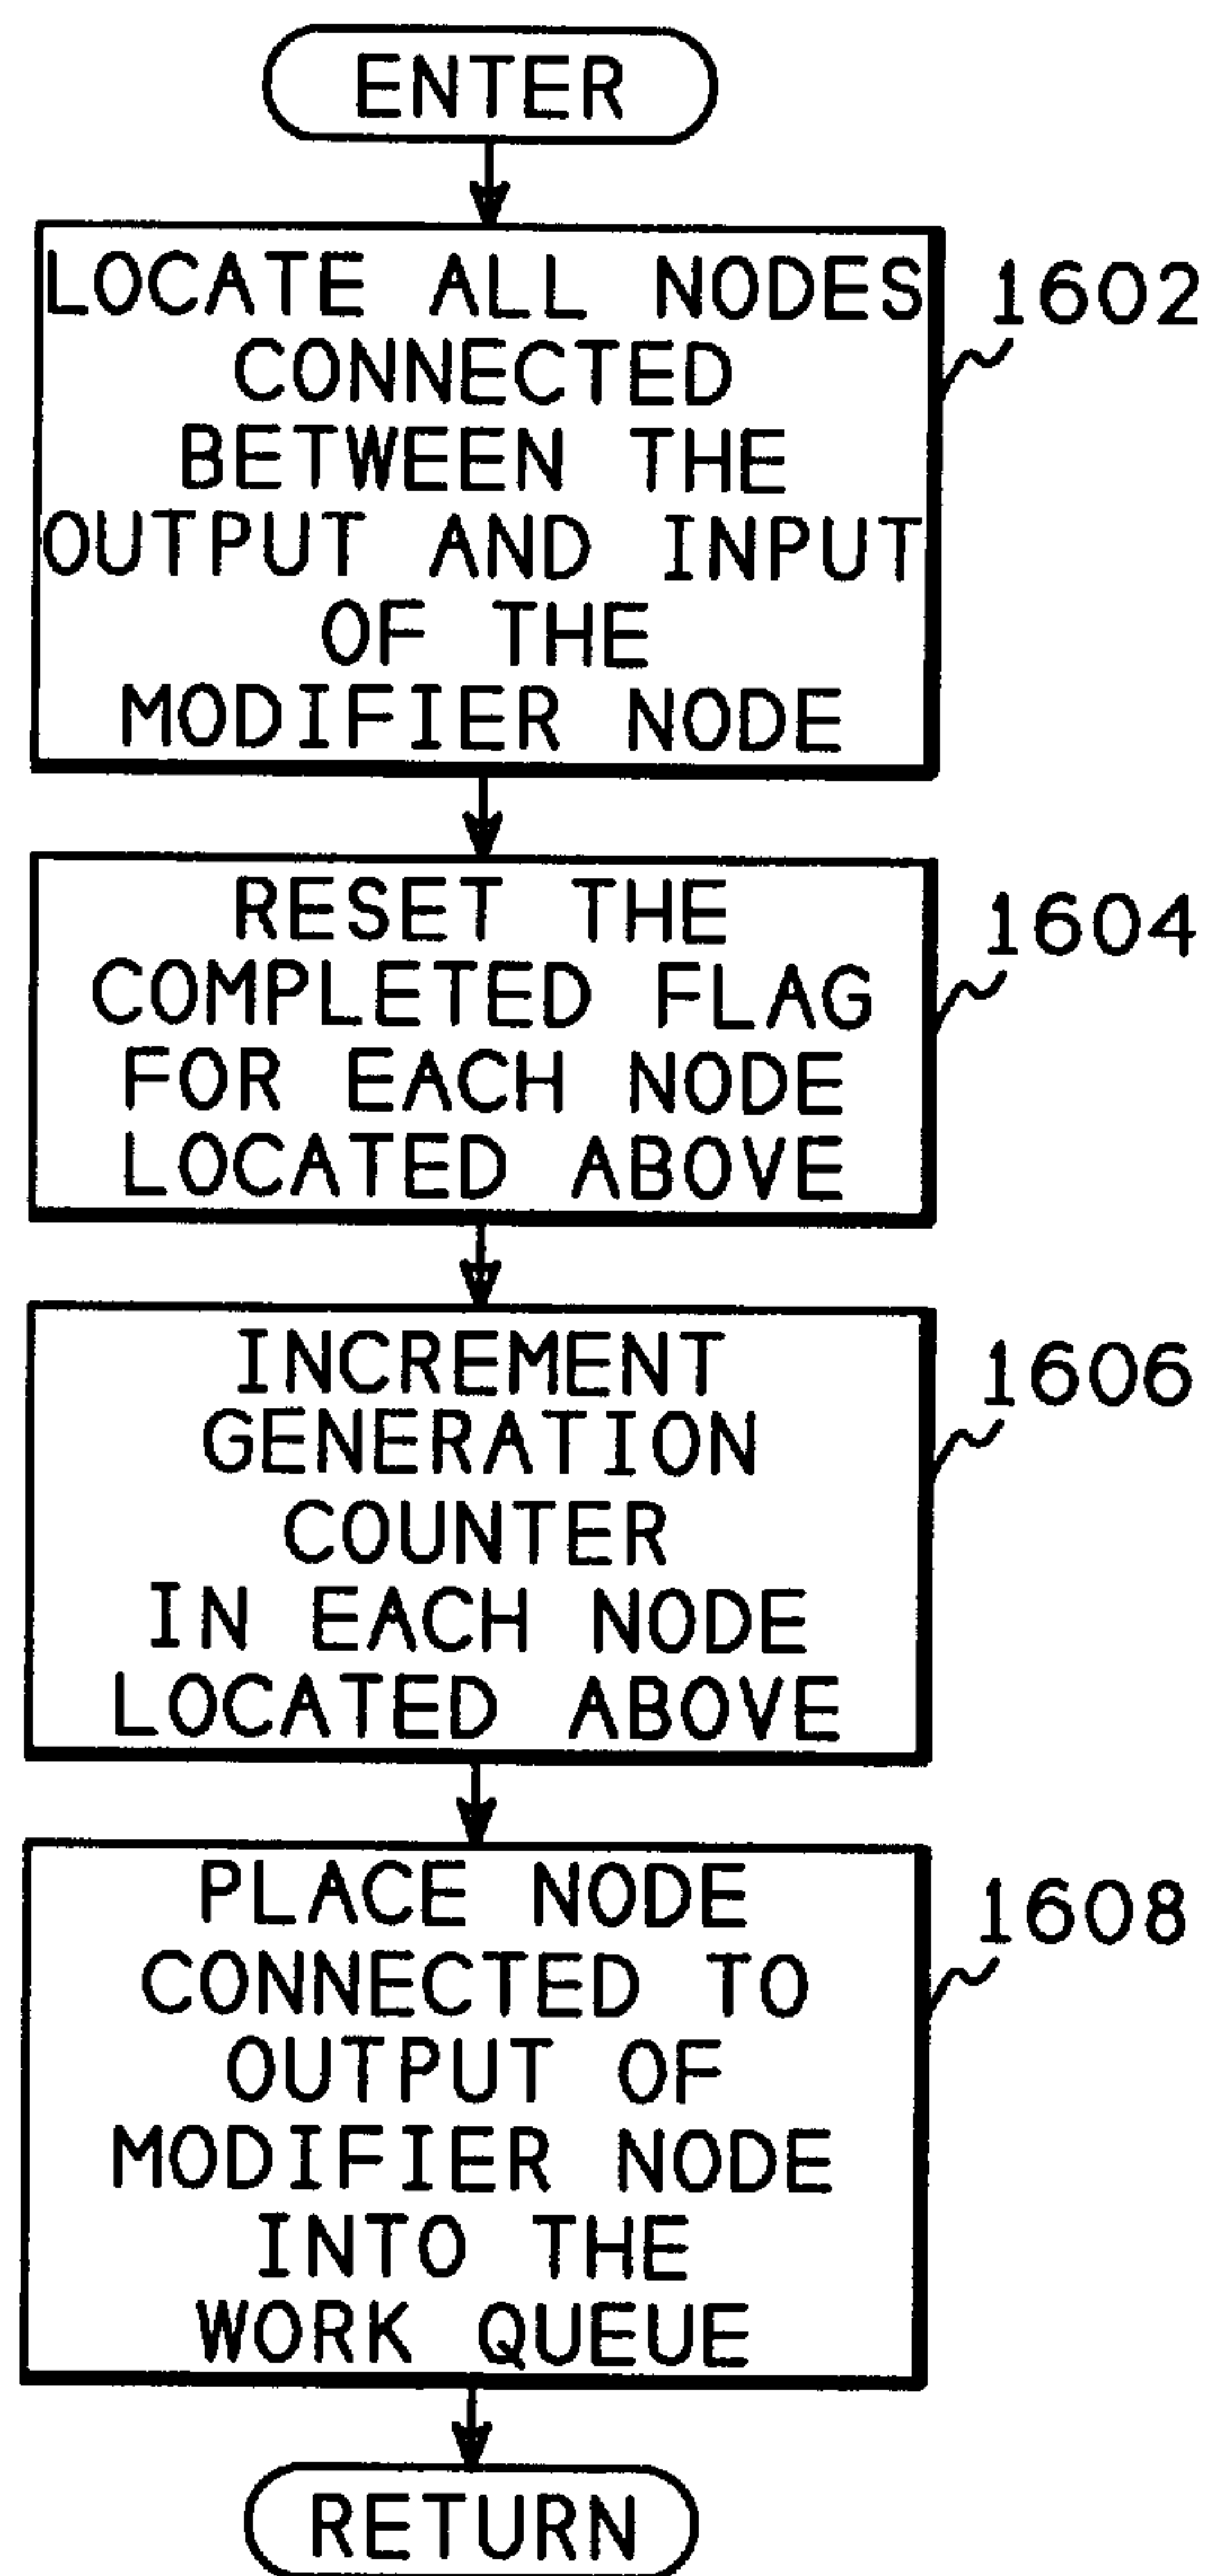 ENTER
LOCATE ALL NODES
CONNECTED
BETWEEN THE
OUTPUT AND INPUT
OF THE
MODIFIER NODE
1602
RESET THE
COMPLETED FLAG
FOR EACH NODE
LOCATED ABOVE
1604
INCREMENT
GENERATION
COUNTER
IN EACH NODE
LOCATED ABOVE
1606
PLACE NODE
CONNECTED TO
OUTPUT OF
MODIFIER NODE
INTO THE
WORK QUEUE
1608
RETURN